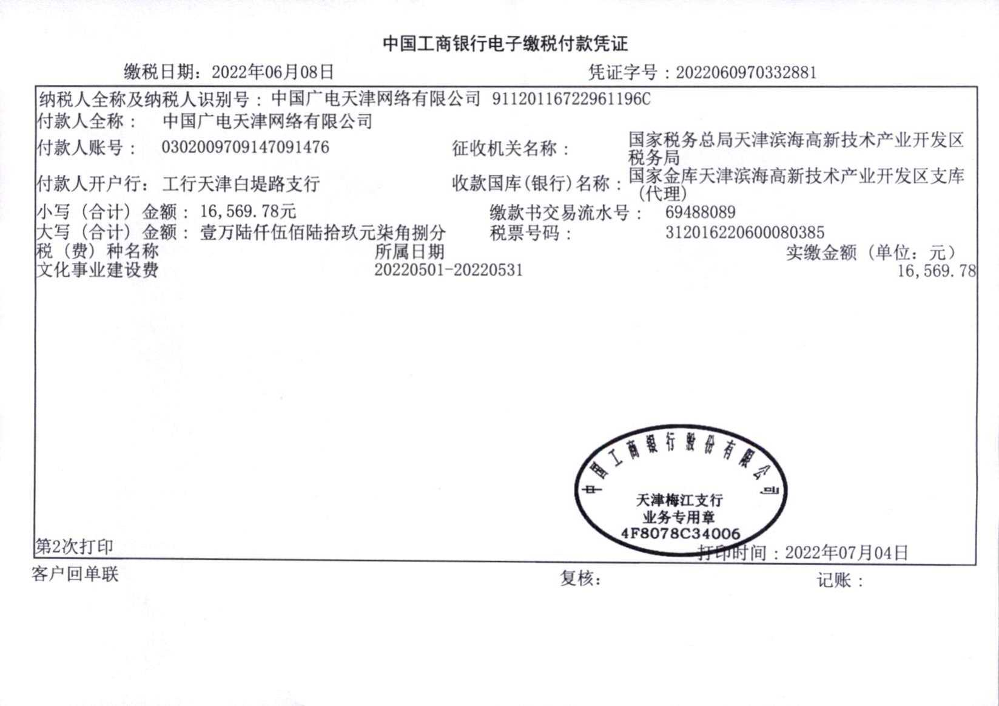 中国工商银行电子缴税付款凭证
缴税日期：2022年06月08日 凭证字号：2022060970332881
纳税人全称及纳税人识别号：中国广电天津网络有限公司 91120116722961196C
付款人全称： 中国广电天津网络有限公司
付款人账号： 0302009709147091476 征收机关名称： 国家税务总局天津滨海高新技术产业开发区
税务局
付款人开户行： 工行天津白堤路支行 收款国库(银行)名称： 国家金库天津滨海高新技术产业开发区支库
(代理)
小写（合计）金额： 16,569.78元 缴款书交易流水号： 69488089
大写（合计）金额： 壹万陆仟伍佰陆拾玖元柒角捌分 税票号码： 312016220600080385
税（费）种名称 所属日期 实缴金额（单位：元）
文化事业建设费 20220501-20220531 16,569.78
中国工商银行股份有限公司
天津梅江支行
业务专用章
4F8078C34006
第2次打印 打印时间：2022年07月04日
客户回单联 复核： 记账：